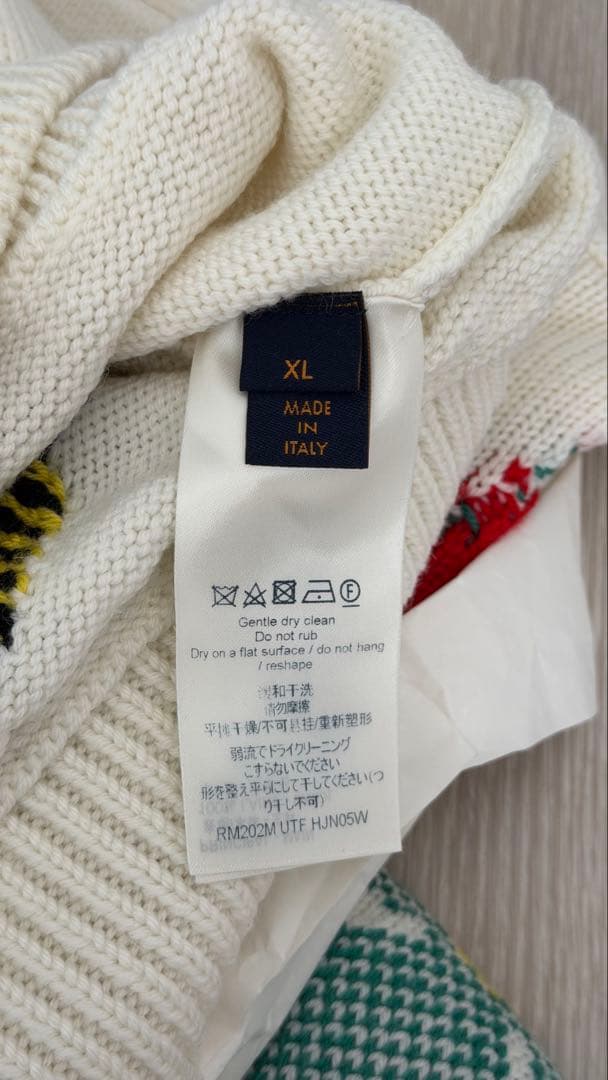 XL
MADE
IN
ITALY
F
Gentle dry clean
Do not rub
Dry on a flat surface / do not hang
/ reshape
缓和干洗
请勿摩擦
平摊干燥/不可悬挂/重新塑形
弱流でドライクリーニング
こすらないでください
形を整え平らにして干してください(つ
り干し不可)
RM202M UTF HJN05W